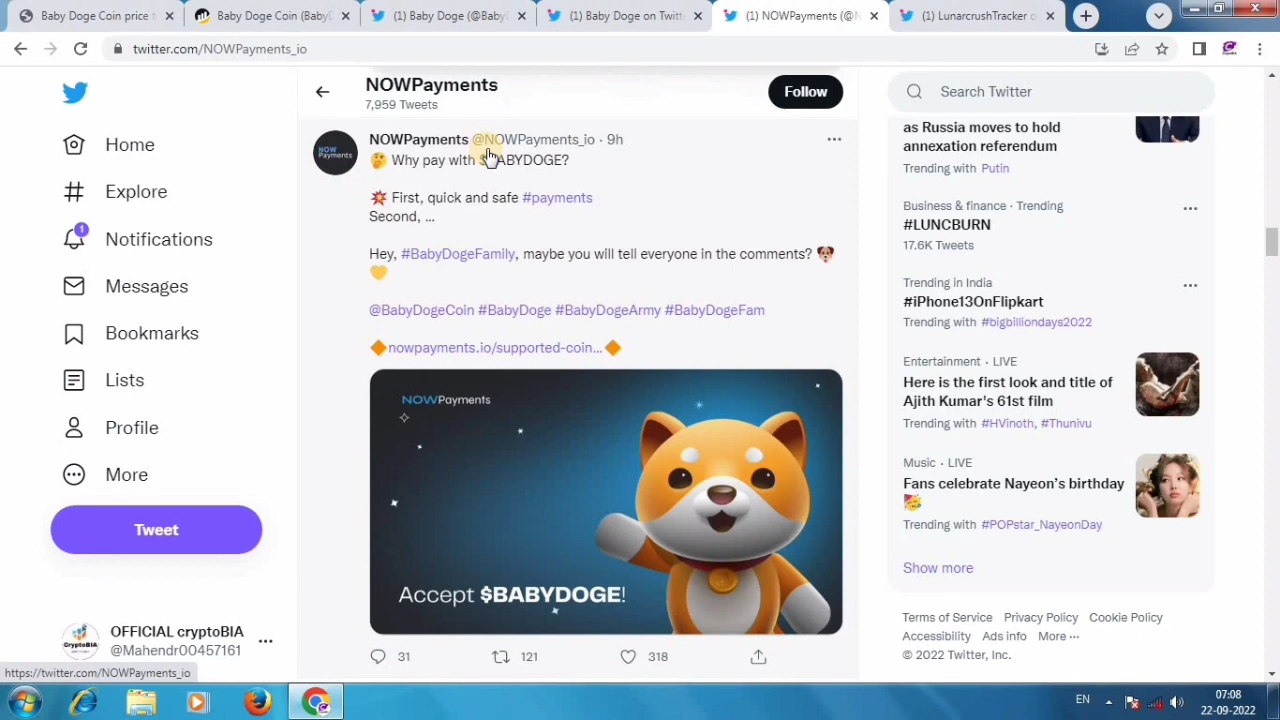 Baby Doge Coin price t
Baby Doge Coin (BabyD
(1) Baby Doge (@Baby
(1) Baby Doge on Twitt
(1) NOWPayments (@N
(1) LunarcrushTracker o
twitter.com/NOWPayments_io
NOWPayments
7,959 Tweets
Follow
Search Twitter
Home
Explore
1
Notifications
Messages
Bookmarks
Lists
Profile
More
Tweet
OFFICIAL cryptoBIA
@Mahendr00457161
CryptoBIA
NOW
Payments
NOWPayments @NOWPayments_io · 9h
🤔 Why pay with $BABYDOGE?
💥 First, quick and safe #payments
Second, ...
Hey, #BabyDogeFamily, maybe you will tell everyone in the comments? 🐶
💛
@BabyDogeCoin #BabyDoge #BabyDogeArmy #BabyDogeFam
🔶nowpayments.io/supported-coin...🔶
NOWPayments
Accept $BABYDOGE!
31
121
318
as Russia moves to hold
annexation referendum
Trending with Putin
Business & finance · Trending
#LUNCBURN
17.6K Tweets
Trending in India
#iPhone13OnFlipkart
Trending with #bigbilliondays2022
Entertainment · LIVE
Here is the first look and title of
Ajith Kumar's 61st film
Trending with #HVinoth, #Thunivu
Music · LIVE
Fans celebrate Nayeon's birthday
🥳
Trending with #POPstar_NayeonDay
Show more
Terms of Service Privacy Policy Cookie Policy
Accessibility Ads info More ···
© 2022 Twitter, Inc.
https://twitter.com/NOWPayments_io
EN
07:08
22-09-2022